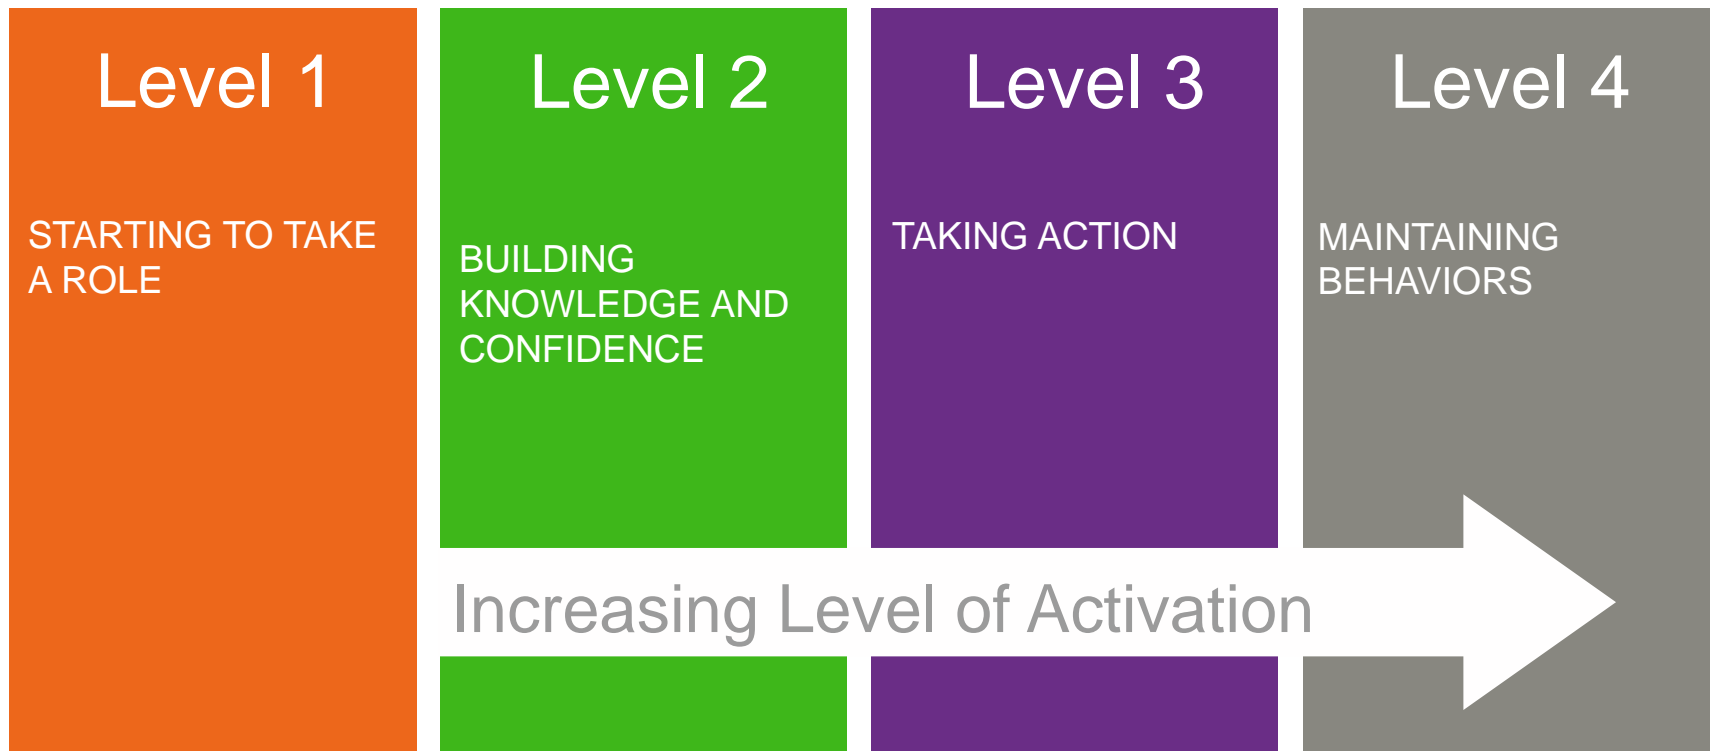 Level 1
STARTING TO TAKE
A ROLE
Level 2
BUILDING
KNOWLEDGE AND
CONFIDENCE
Level 3
TAKING ACTION
Level 4
MAINTAINING
BEHAVIORS
Increasing Level of Activation